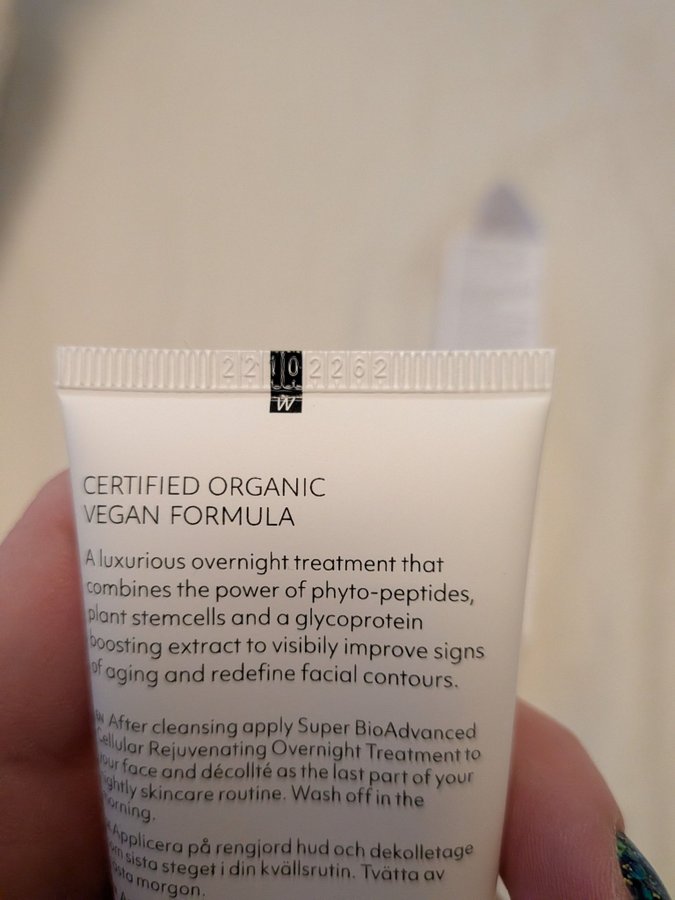 22102262
W
CERTIFIED ORGANIC
VEGAN FORMULA
A luxurious overnight treatment that
combines the power of phyto-peptides,
plant stemcells and a glycoprotein
boosting extract to visibily improve signs
of aging and redefine facial contours.
After cleansing apply Super BioAdvanced
Cellular Rejuvenating Overnight Treatment to
your face and décollté as the last part of your
nightly skincare routine. Wash off in the
morning.
Applicera på rengjord hud och dekolletage
om sista steget i din kvällsrutin. Tvätta av
morgon.